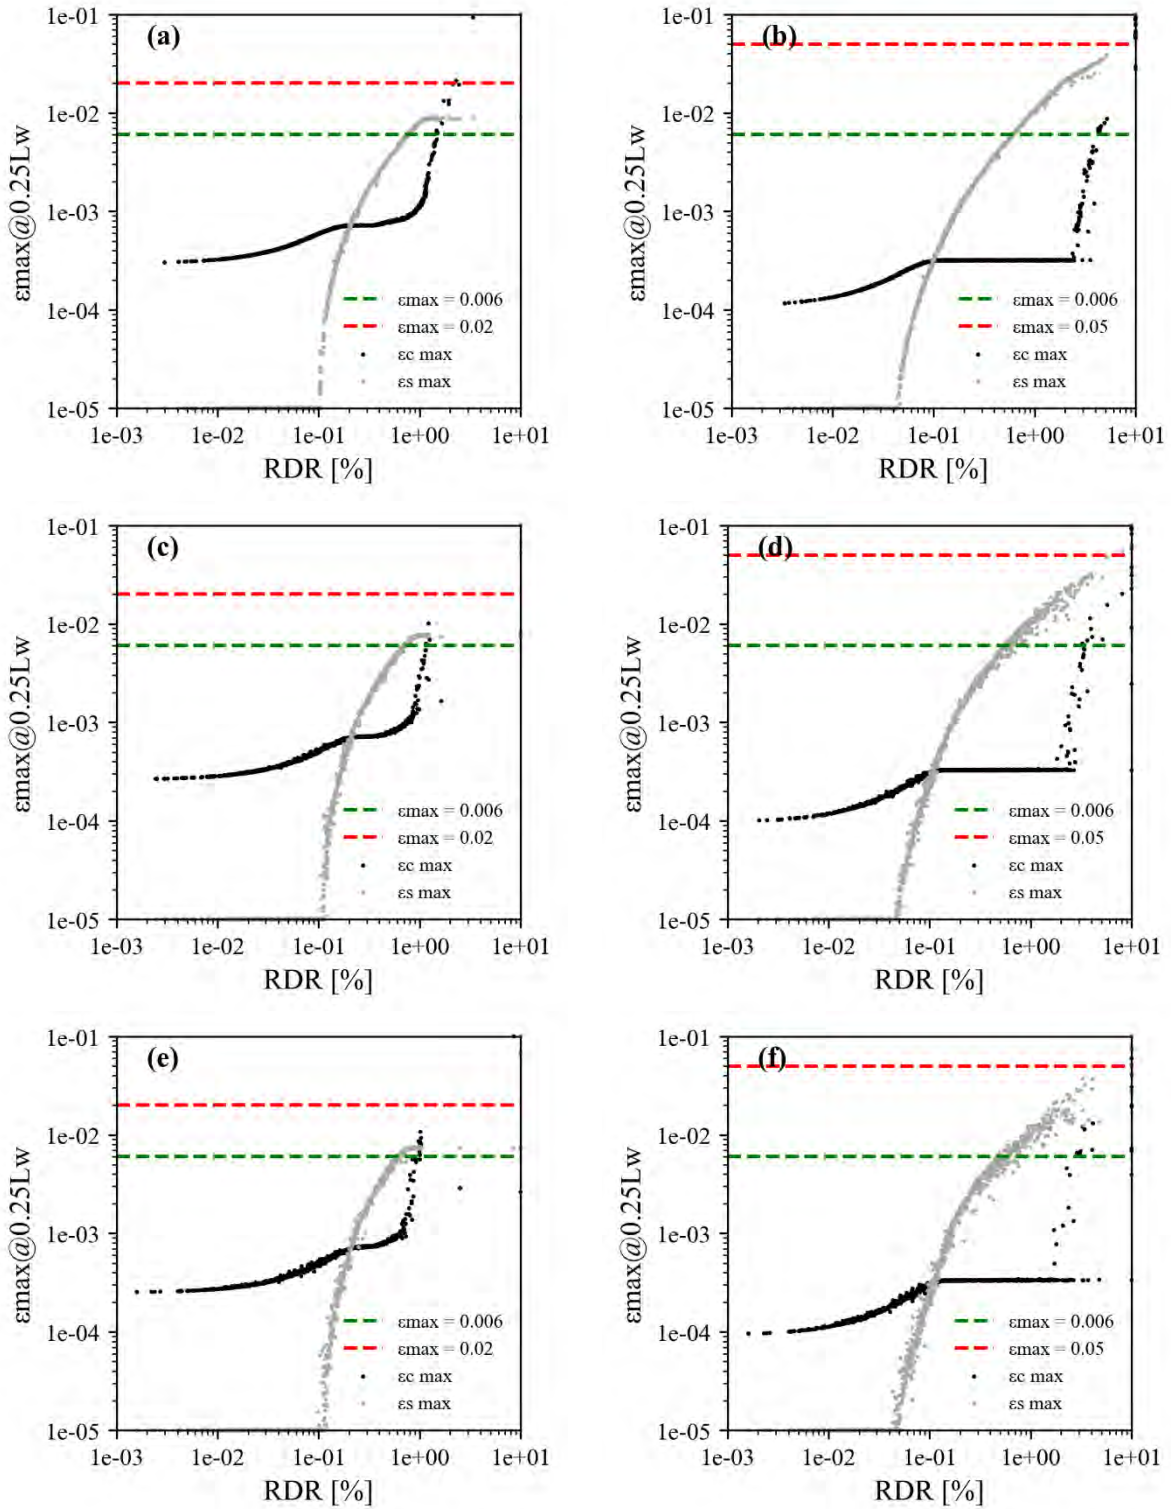 (a)
εmax@0.25Lw
1e-01
1e-02
1e-03
1e-04
1e-05
εmax = 0.006
εmax = 0.02
εc max
εs max
1e-03 1e-02 1e-01 1e+00 1e+01
RDR [%]
(b)
εmax@0.25Lw
1e-01
1e-02
1e-03
1e-04
1e-05
εmax = 0.006
εmax = 0.05
εc max
εs max
1e-03 1e-02 1e-01 1e+00 1e+01
RDR [%]
(c)
εmax@0.25Lw
1e-01
1e-02
1e-03
1e-04
1e-05
εmax = 0.006
εmax = 0.02
εc max
εs max
1e-03 1e-02 1e-01 1e+00 1e+01
RDR [%]
(d)
εmax@0.25Lw
1e-01
1e-02
1e-03
1e-04
1e-05
εmax = 0.006
εmax = 0.05
εc max
εs max
1e-03 1e-02 1e-01 1e+00 1e+01
RDR [%]
(e)
εmax@0.25Lw
1e-01
1e-02
1e-03
1e-04
1e-05
εmax = 0.006
εmax = 0.02
εc max
εs max
1e-03 1e-02 1e-01 1e+00 1e+01
RDR [%]
(f)
εmax@0.25Lw
1e-01
1e-02
1e-03
1e-04
1e-05
εmax = 0.006
εmax = 0.05
εc max
εs max
1e-03 1e-02 1e-01 1e+00 1e+01
RDR [%]